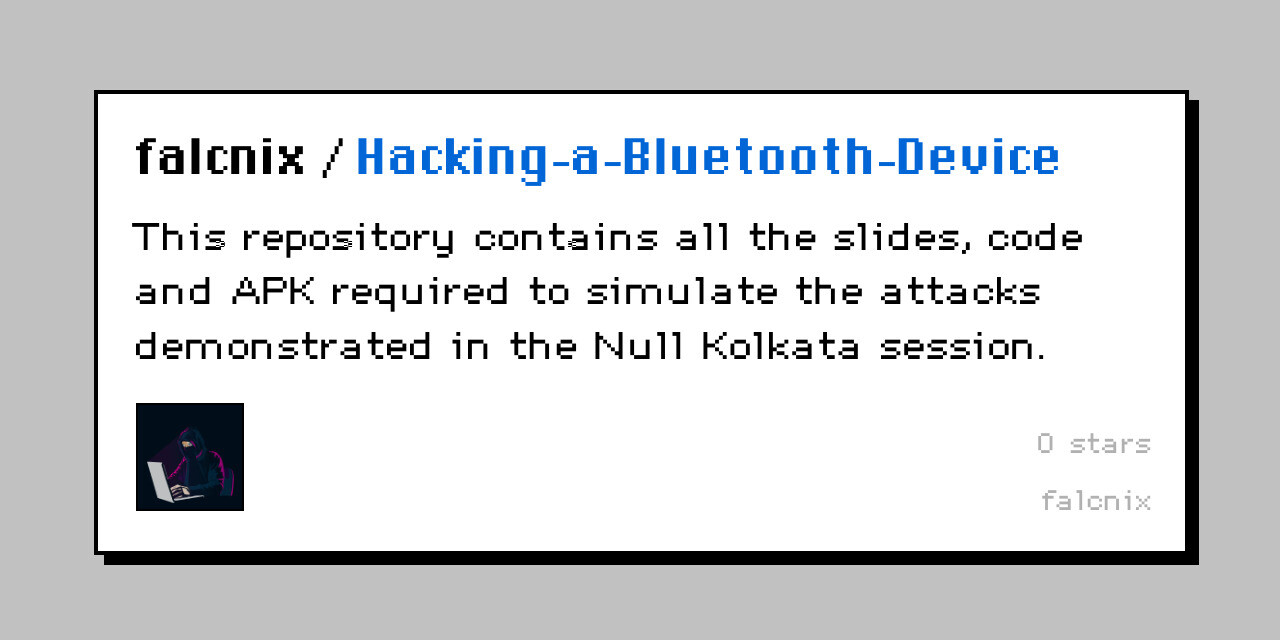 falcnix / Hacking-a-Bluetooth-Device
This repository contains all the slides, code
and APK required to simulate the attacks
demonstrated in the Null Kolkata session.
0 stars
falcnix